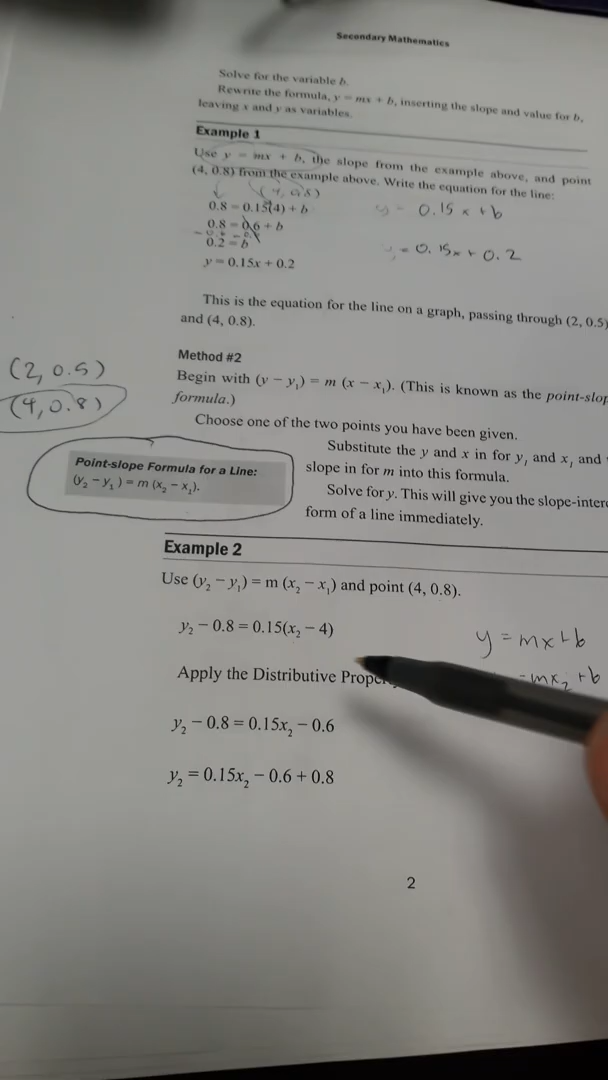 Secondary Mathematics
Solve for the variable b.
Rewrite the formula, y = mx + b, inserting the slope and value for b,
leaving x and y as variables.
Example 1
Use y = mx + b, the slope from the example above, and point
(4, 0.8) from the example above. Write the equation for the line:
(4, 0.8)
0.8 = 0.15(4) + b
y = 0.15x + b
0.8 = 0.6 + b
0.2 = b
y = 0.15x + 0.2
y = 0.15x + 0.2
This is the equation for the line on a graph, passing through (2, 0.5)
and (4, 0.8).
Method #2
(2, 0.5)
Begin with (y – y₁) = m (x – x₁). (This is known as the point-slop
(4, 0.8)
formula.)
Choose one of the two points you have been given.
Substitute the y and x in for y₁ and x₁ and
Point-slope Formula for a Line:
(y₂ – y₁) = m (x₂ – x₁).
slope in for m into this formula.
Solve for y. This will give you the slope-interc
form of a line immediately.
Example 2
Use (y₂ – y₁) = m (x₂ – x₁) and point (4, 0.8).
y₂ – 0.8 = 0.15(x₂ – 4)
y = mx + b
Apply the Distributive
= mx₂ + b
y₂ – 0.8 = 0.15x₂ – 0.6
y₂ = 0.15x₂ – 0.6 + 0.8
2